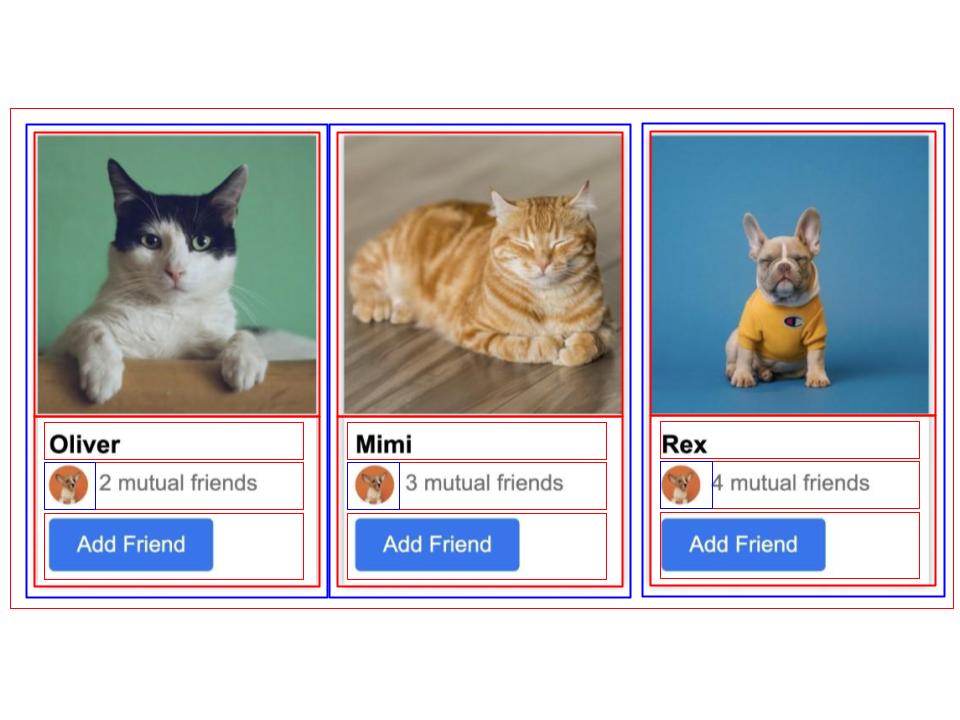 Oliver
2 mutual friends
Add Friend
Mimi
3 mutual friends
Add Friend
Rex
4 mutual friends
Add Friend